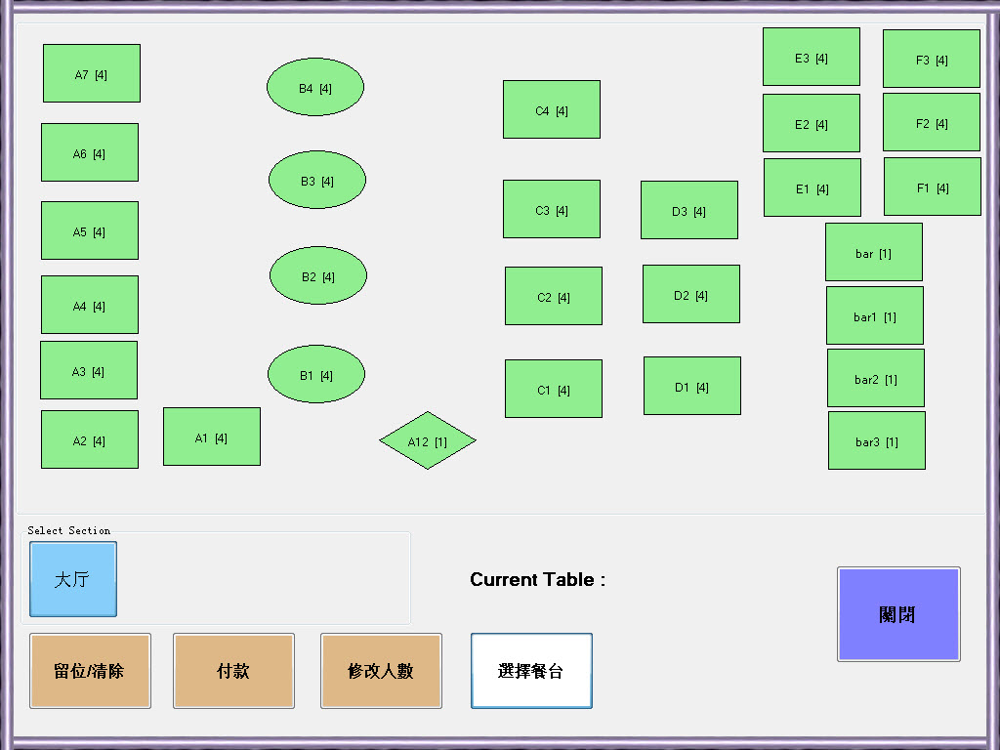 A7 [4]
B4 [4]
C4 [4]
E3 [4]
F3 [4]
A6 [4]
B3 [4]
E2 [4]
F2 [4]
A5 [4]
C3 [4]
D3 [4]
E1 [4]
F1 [4]
bar [1]
A4 [4]
B2 [4]
C2 [4]
D2 [4]
bar1 [1]
A3 [4]
B1 [4]
C1 [4]
D1 [4]
bar2 [1]
A2 [4]
A1 [4]
A12 [1]
bar3 [1]
Select Section
大厅
Current Table :
關閉
留位/清除
付款
修改人數
選擇餐台